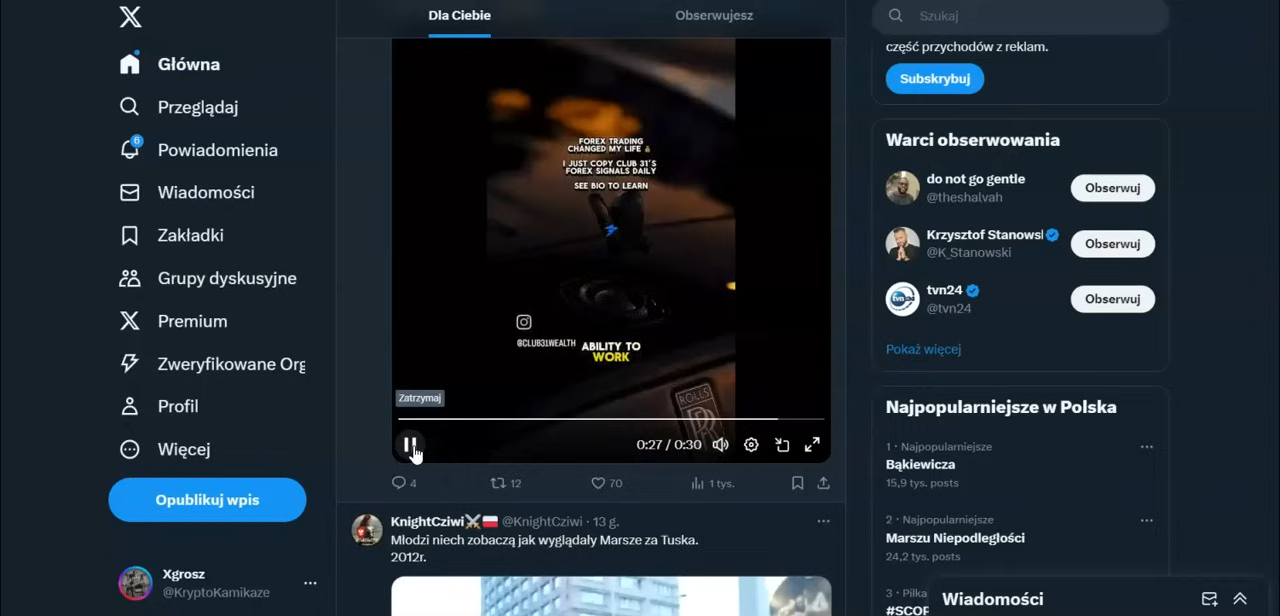 Główna
Przeglądaj
6
Powiadomienia
Wiadomości
Zakładki
Grupy dyskusyjne
Premium
Zweryfikowane Org
Profil
Więcej
Opublikuj wpis
Xgrosz
@KryptoKamikaze
Dla Ciebie
Obserwujesz
FOREX TRADING
CHANGED MY LIFE
I JUST COPY CLUB 31'S
FOREX SIGNALS DAILY
SEE BIO TO LEARN
@CLUB31WEALTH
ABILITY TO
WORK
ROLLS
Zatrzymaj
0:27 / 0:30
4
12
70
1 tys.
KnightCziwi @KnightCziwi · 13 g.
Młodzi niech zobaczą jak wyglądały Marsze za Tuska.
2012r.
Szukaj
część przychodów z reklam.
Subskrybuj
Warci obserwowania
do not go gentle
@theshalvah
Obserwuj
Krzysztof Stanowsk
@K_Stanowski
Obserwuj
tvn24
@tvn24
Obserwuj
Pokaż więcej
Najpopularniejsze w Polska
1 · Najpopularniejsze
Bąkiewicza
15,9 tys. posts
2 · Najpopularniejsze
Marszu Niepodległości
24,2 tys. posts
3 · Piłka
#SCOF
Wiadomości